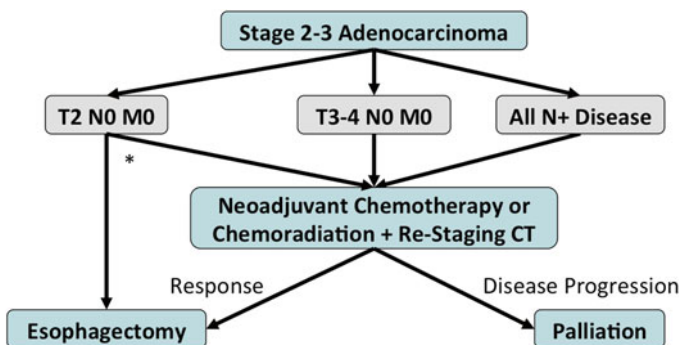 Stage 2-3 Adenocarcinoma
T2 N0 M0
T3-4 N0 M0
All N+ Disease
*
Neoadjuvant Chemotherapy or
Chemoradiation + Re-Staging CT
Response
Disease Progression
Esophagectomy
Palliation